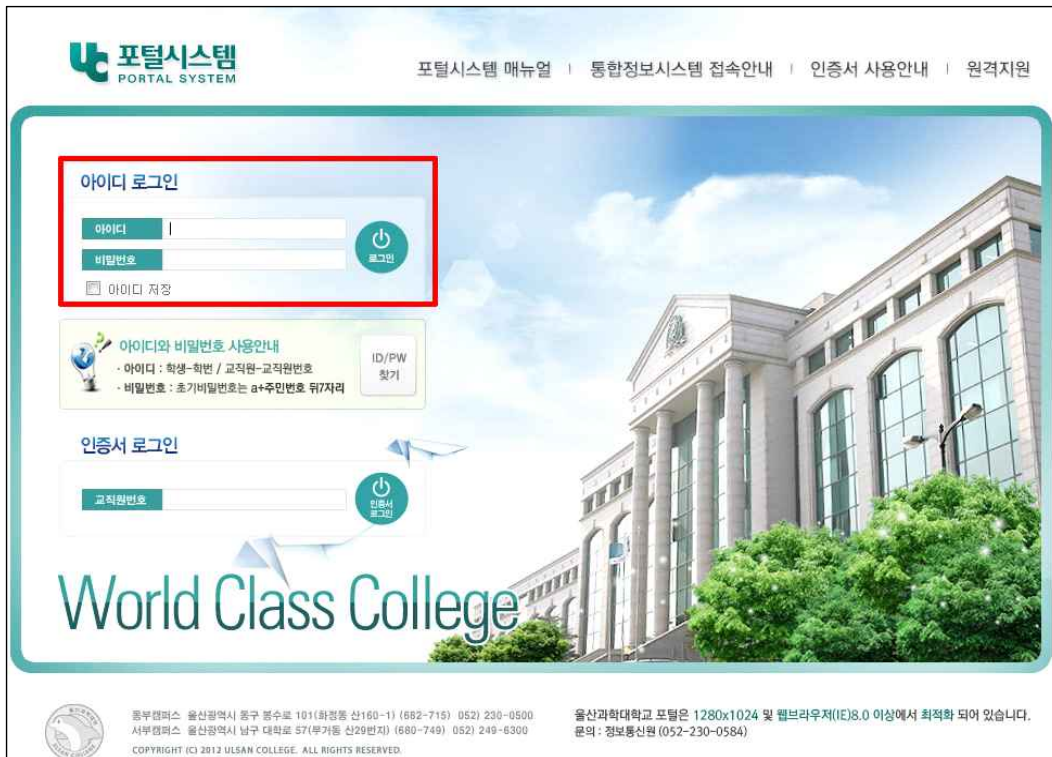 Uc 포털시스템
PORTAL SYSTEM
포털시스템 매뉴얼 | 통합정보시스템 접속안내 | 인증서 사용안내 | 원격지원
아이디 로그인
아이디
비밀번호
로그인
아이디 저장
아이디와 비밀번호 사용안내
· 아이디 : 학생-학번 / 교직원-교직원번호
· 비밀번호 : 초기비밀번호는 a+주민번호 뒤7자리
ID/PW
찾기
인증서 로그인
교직원번호
인증서
로그인
World Class College
동부캠퍼스 울산광역시 동구 봉수로 101(화정동 산160-1) (682-715) 052) 230-0500
서부캠퍼스 울산광역시 남구 대학로 57(무거동 산29번지) (680-749) 052) 249-6300
COPYRIGHT (C) 2012 ULSAN COLLEGE. ALL RIGHTS RESERVED.
울산과학대학교 포털은 1280x1024 및 웹브라우저(IE)8.0 이상에서 최적화 되어 있습니다.
문의 : 정보통신원 (052-230-0584)
ULSAN COLLEGE